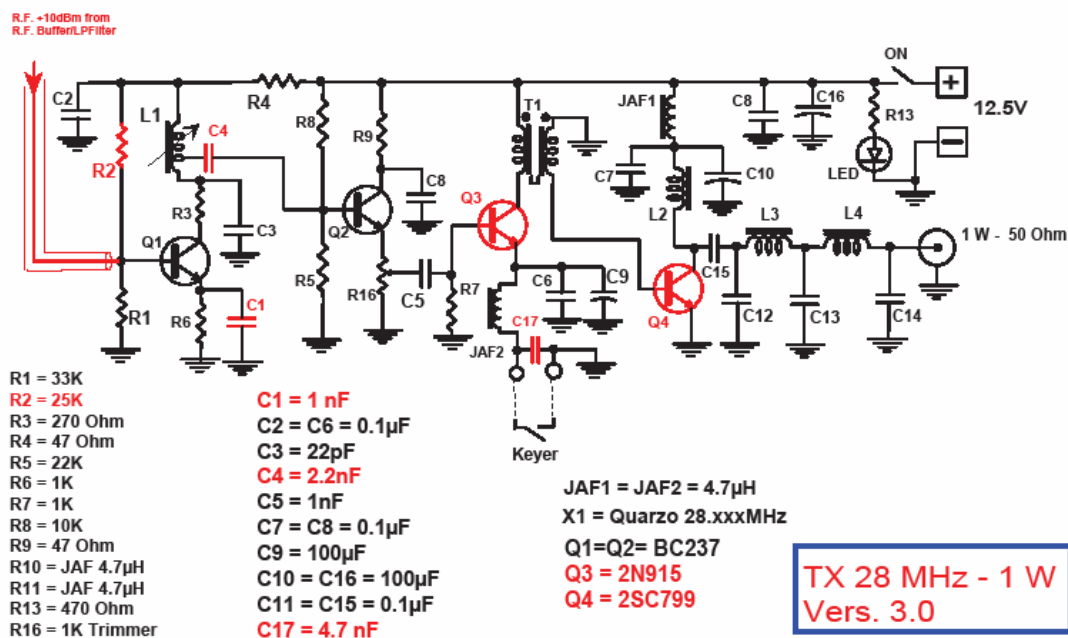 R.F. +10dBm from
R.F. Buffer/LPFilter
ON
C2
L1
C4
R4
R8
R9
T1
JAF1
C8
C16
R13
12.5V
R2
R3
C3
Q1
Q2
C8
Q3
C7
C10
L2
LED
L3
L4
1 W - 50 Ohm
R1
R6
C1
R5
R16
C5
R7
C6
C9
C15
Q4
C12
C13
C14
JAF2
C17
Keyer
R1 = 33K
R2 = 25K
R3 = 270 Ohm
R4 = 47 Ohm
R5 = 22K
R6 = 1K
R7 = 1K
R8 = 10K
R9 = 47 Ohm
R10 = JAF 4.7µH
R11 = JAF 4.7µH
R13 = 470 Ohm
R16 = 1K Trimmer
C1 = 1 nF
C2 = C6 = 0.1µF
C3 = 22pF
C4 = 2.2nF
C5 = 1nF
C7 = C8 = 0.1µF
C9 = 100µF
C10 = C16 = 100µF
C11 = C15 = 0.1µF
C17 = 4.7 nF
JAF1 = JAF2 = 4.7µH
X1 = Quarzo 28.xxxMHz
Q1=Q2= BC237
Q3 = 2N915
Q4 = 2SC799
TX 28 MHz - 1 W
Vers. 3.0